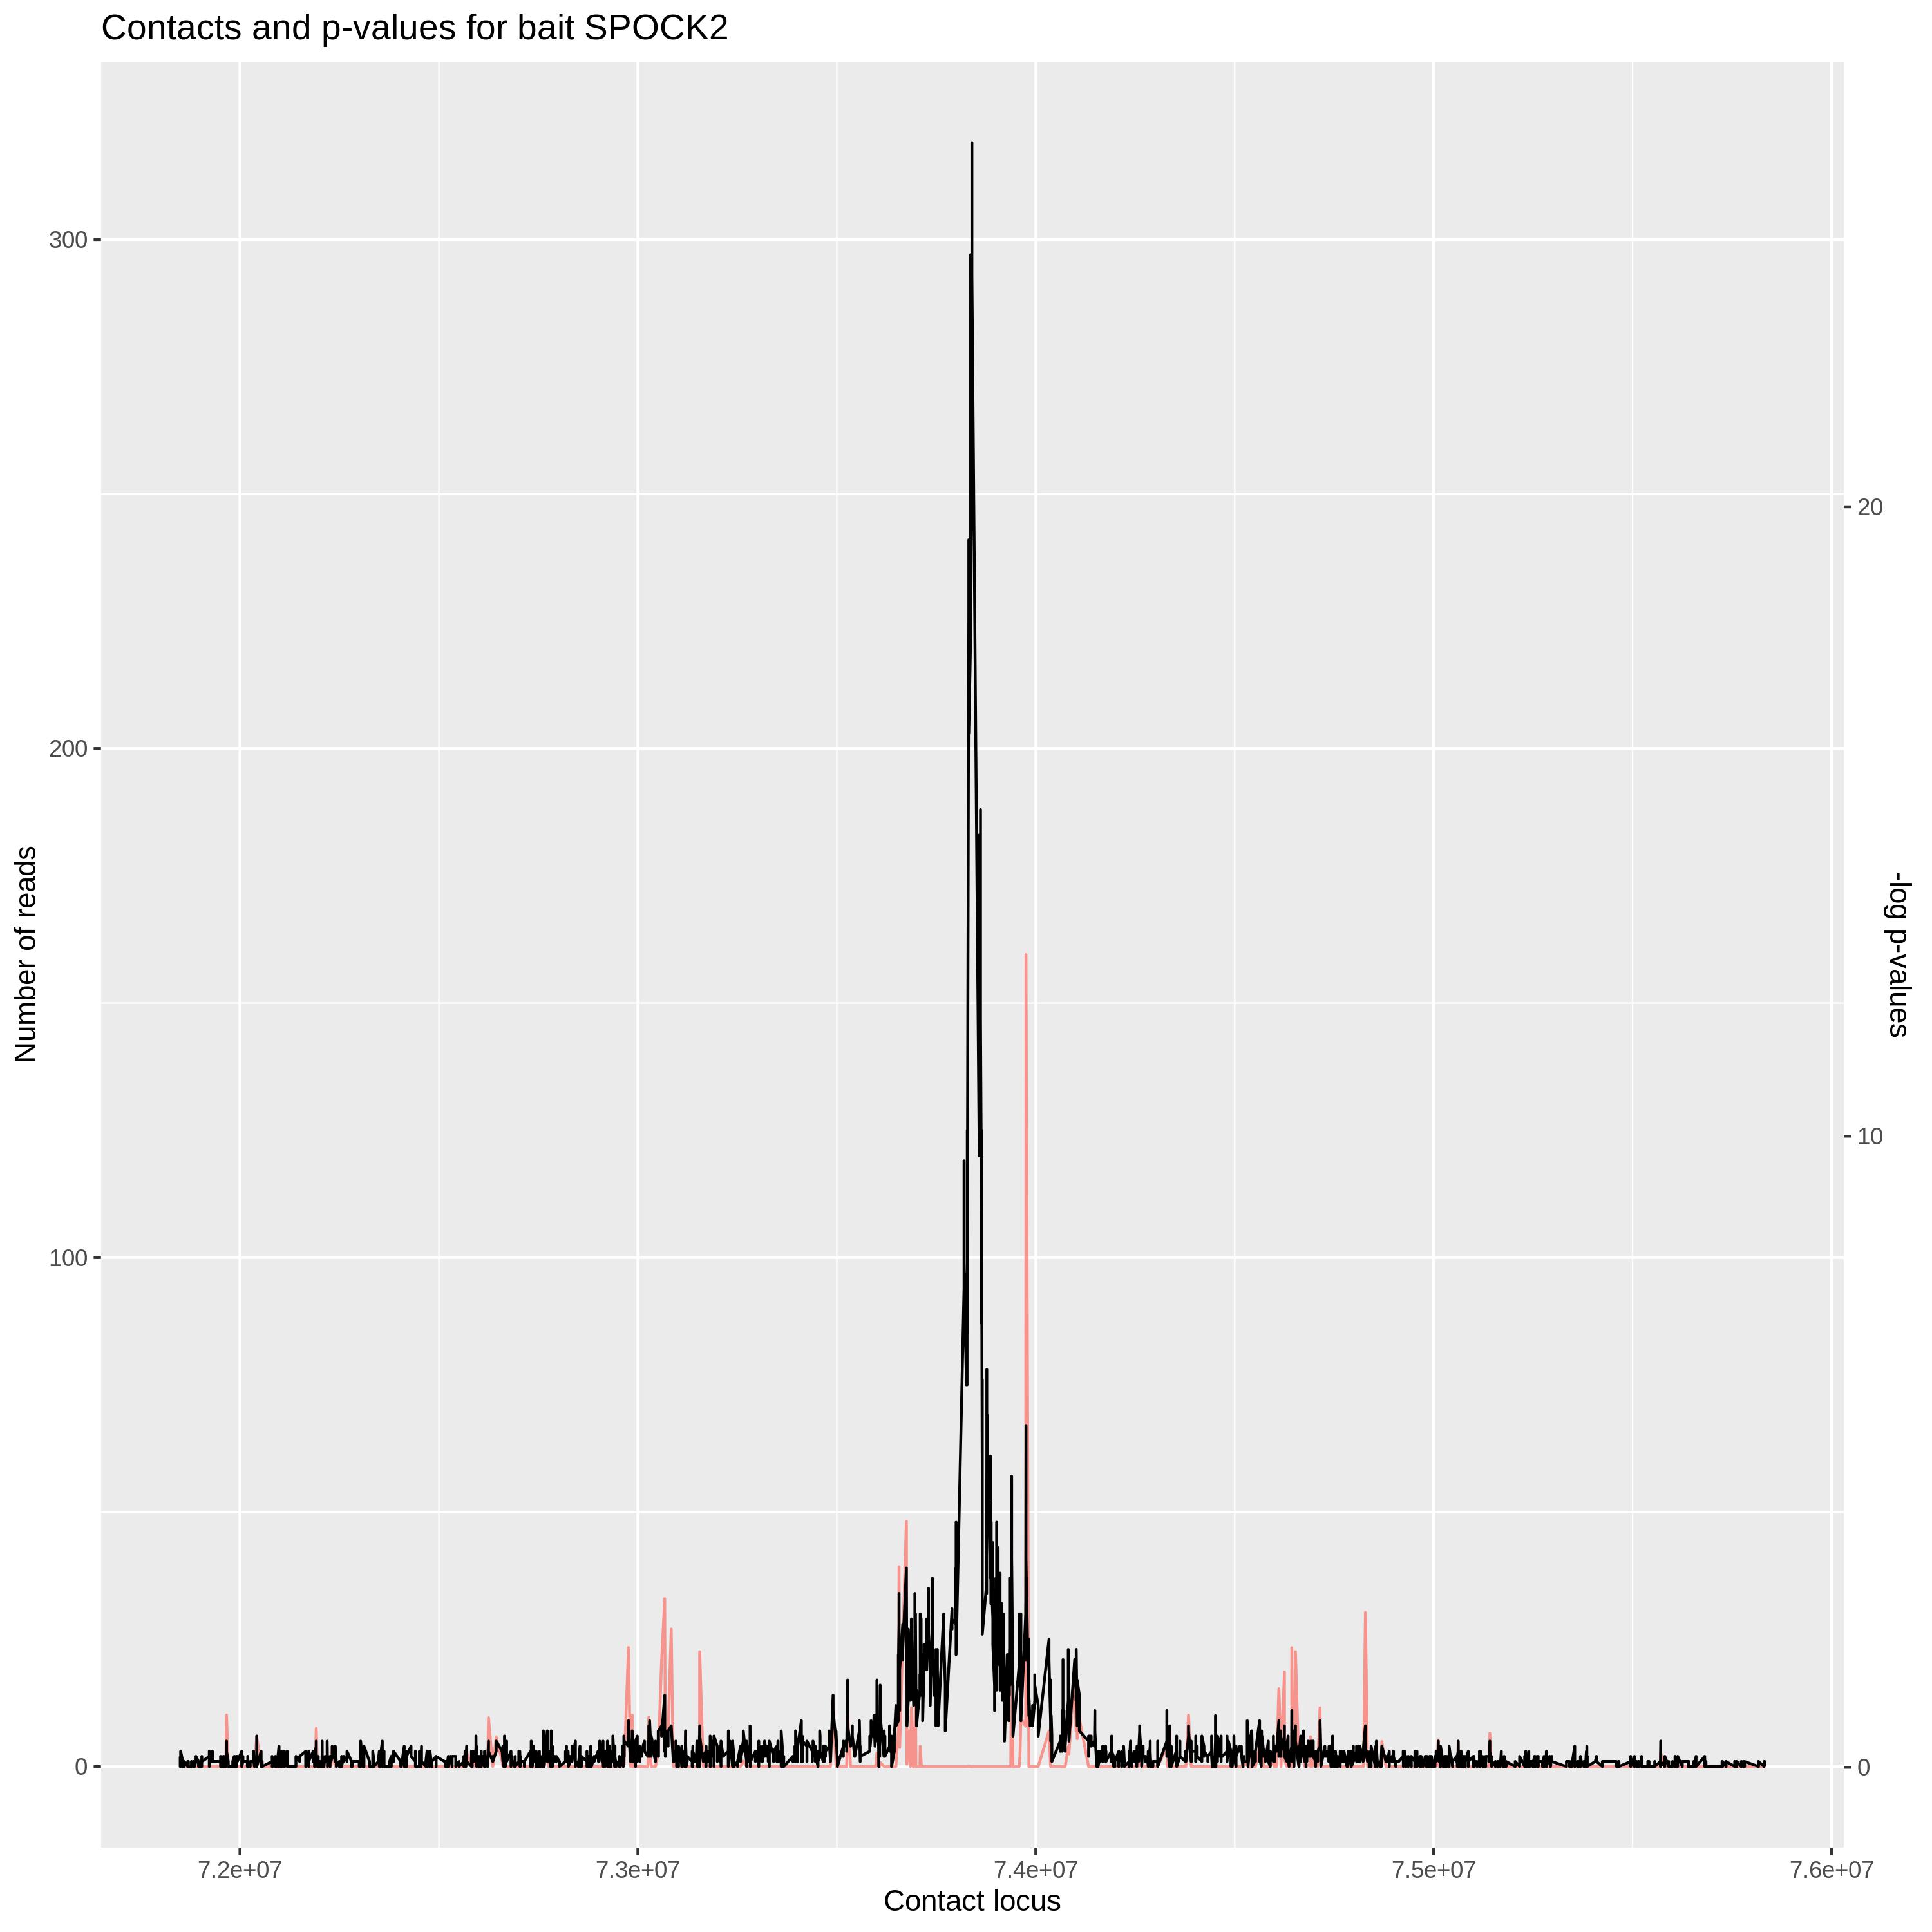 Contacts and p-values for bait SPOCK2
300
200
100
0
Number of reads
20
10
0
-log p-values
7.2e+07
7.3e+07
7.4e+07
7.5e+07
7.6e+07
Contact locus